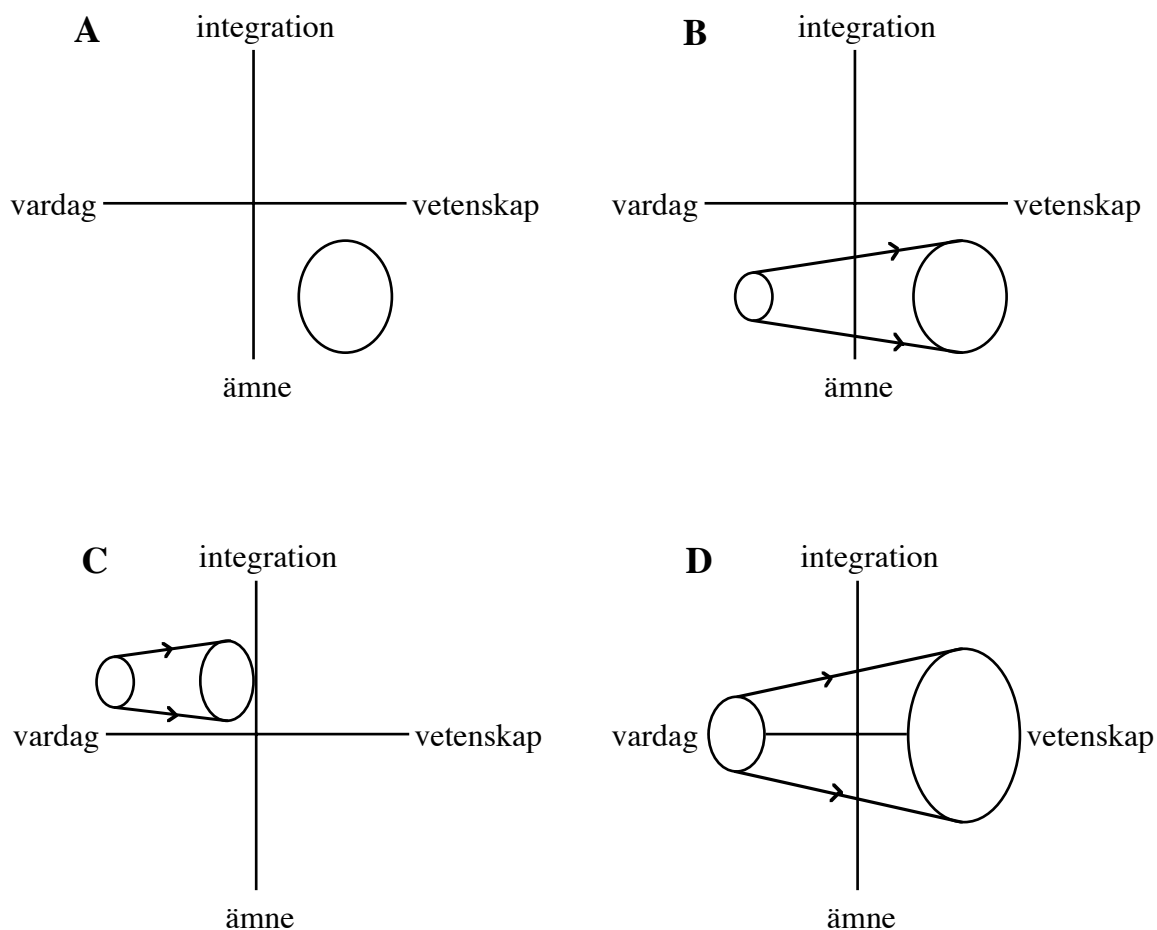 A
integration
vardag
vetenskap
ämne
B
integration
vardag
vetenskap
ämne
C
integration
vardag
vetenskap
ämne
D
integration
vardag
vetenskap
ämne